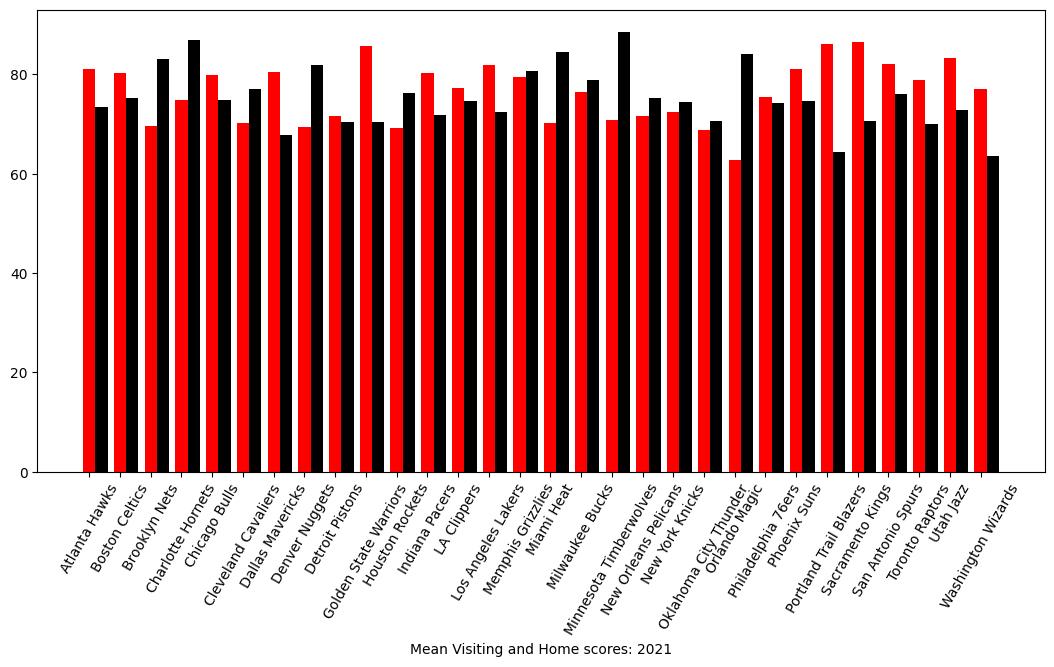 80
60
40
20
0
Atlanta Hawks
Boston Celtics
Brooklyn Nets
Charlotte Hornets
Chicago Bulls
Cleveland Cavaliers
Dallas Mavericks
Denver Nuggets
Detroit Pistons
Golden State Warriors
Houston Rockets
Indiana Pacers
LA Clippers
Los Angeles Lakers
Memphis Grizzlies
Miami Heat
Milwaukee Bucks
Minnesota Timberwolves
New Orleans Pelicans
New York Knicks
Oklahoma City Thunder
Orlando Magic
Philadelphia 76ers
Phoenix Suns
Portland Trail Blazers
Sacramento Kings
San Antonio Spurs
Toronto Raptors
Utah Jazz
Washington Wizards
Mean Visiting and Home scores: 2021